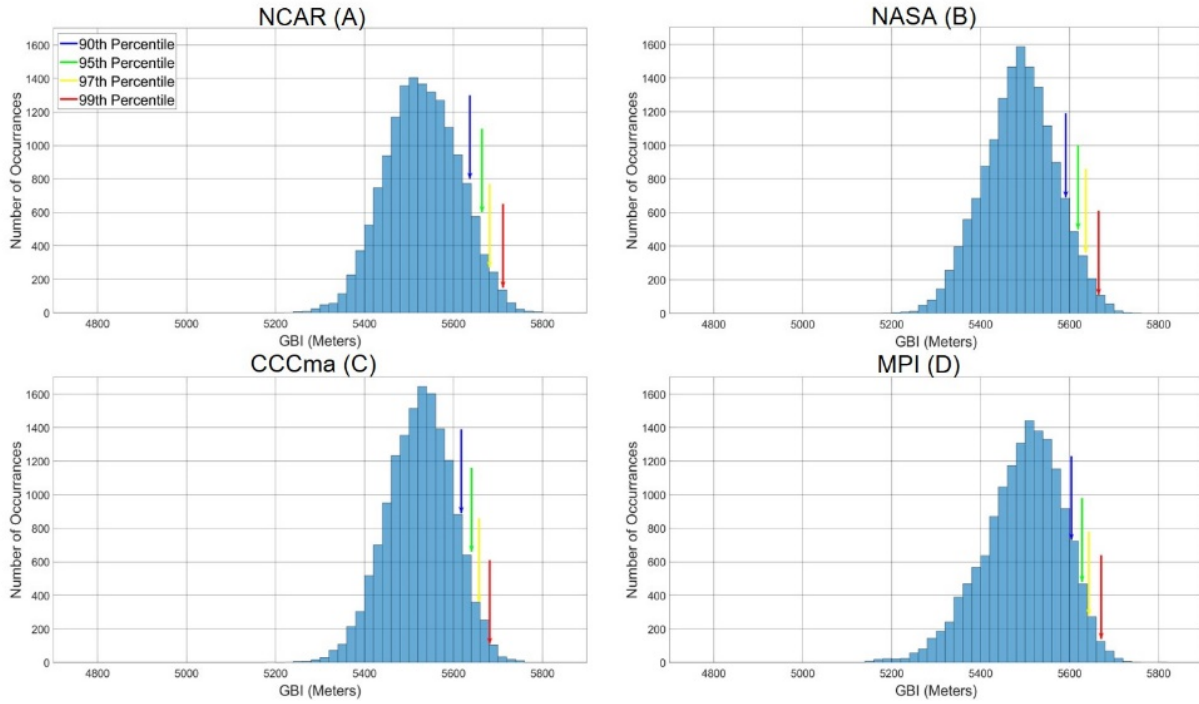 NCAR (A)
90th Percentile
95th Percentile
97th Percentile
99th Percentile
1600
1400
1200
1000
800
600
400
200
0
Number of Occurrances
4800 5000 5200 5400 5600 5800
GBI (Meters)
NASA (B)
1600
1400
1200
1000
800
600
400
200
0
Number of Occurrances
4800 5000 5200 5400 5600 5800
GBI (Meters)
CCCma (C)
1600
1400
1200
1000
800
600
400
200
0
Number of Occurrances
4800 5000 5200 5400 5600 5800
GBI (Meters)
MPI (D)
1600
1400
1200
1000
800
600
400
200
0
Number of Occurrances
4800 5000 5200 5400 5600 5800
GBI (Meters)